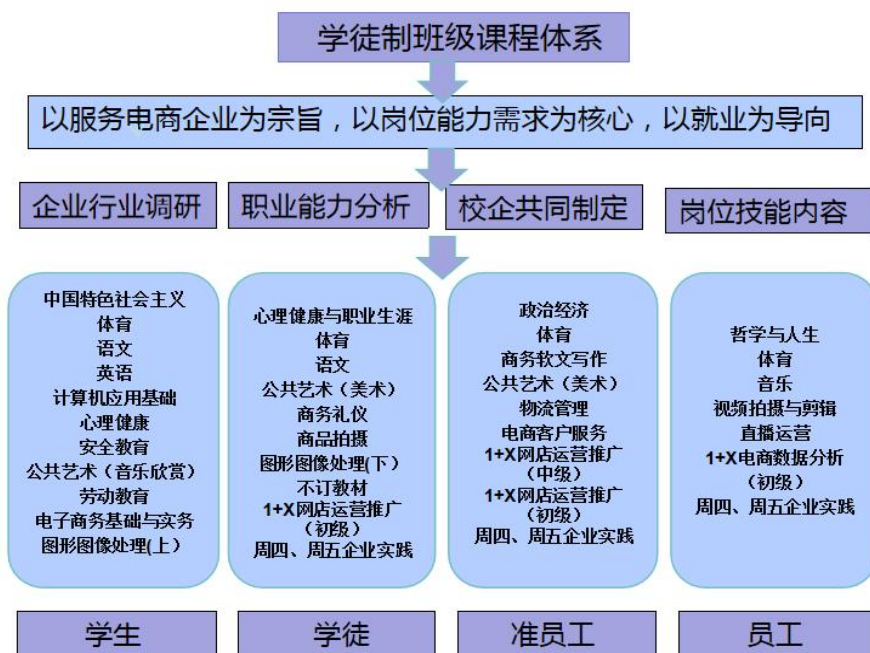 学徒制班级课程体系
以服务电商企业为宗旨，以岗位能力需求为核心，以就业为导向
企业行业调研
职业能力分析
校企共同制定
岗位技能内容
中国特色社会主义
体育
语文
英语
计算机应用基础
心理健康
安全教育
公共艺术（音乐欣赏）
劳动教育
电子商务基础与实务
图形图像处理(上）
心理健康与职业生涯
体育
语文
公共艺术（美术）
商务礼仪
商品拍摄
图形图像处理(下）
不订教材
1+X网店运营推广
（初级）
周四、周五企业实践
政治经济
体育
商务软文写作
公共艺术（美术）
物流管理
电商客户服务
1+X网店运营推广
（中级）
1+X网店运营推广
（初级）
周四、周五企业实践
哲学与人生
体育
音乐
视频拍摄与剪辑
直播运营
1+X电商数据分析
（初级）
周四、周五企业实践
学生
学徒
准员工
员工